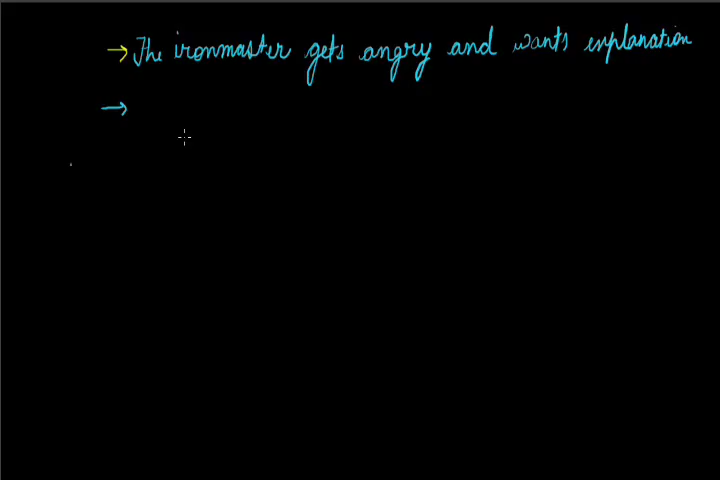 → The ironmaster gets angry and wants explanation
→